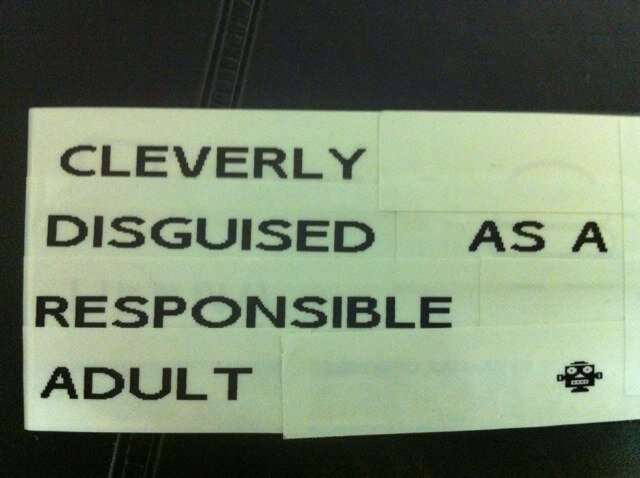 CLEVERLY
DISGUISED AS A
RESPONSIBLE
ADULT